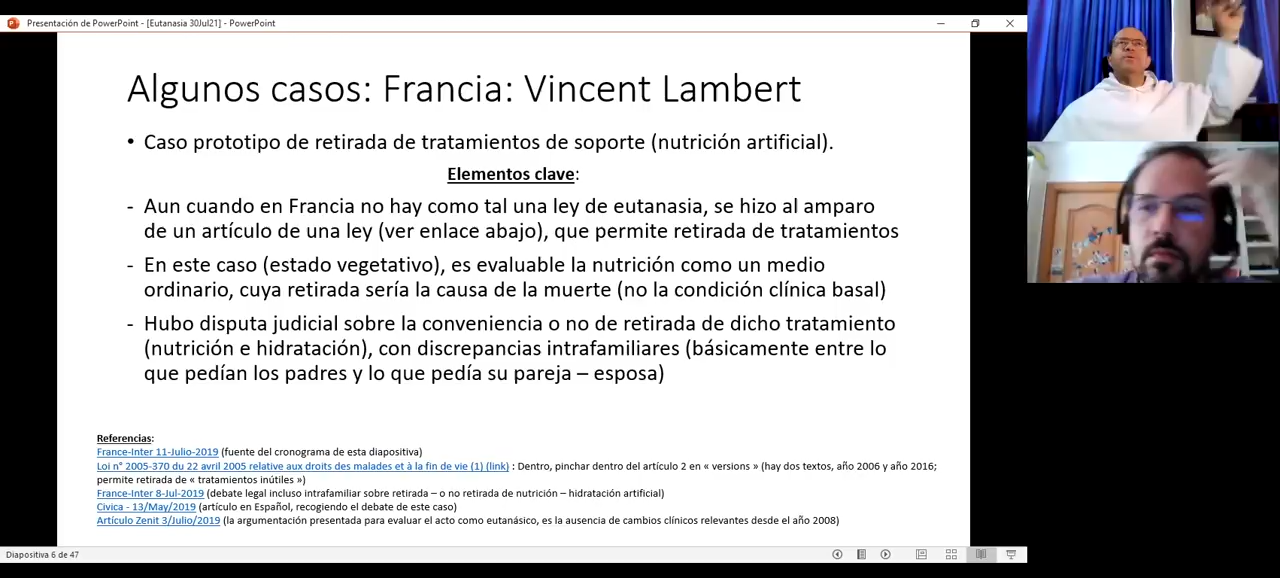 Presentación de PowerPoint - [Eutanasia 30Jul21] - PowerPoint
Algunos casos: Francia: Vincent Lambert
• Caso prototipo de retirada de tratamientos de soporte (nutrición artificial).
Elementos clave:
- Aun cuando en Francia no hay como tal una ley de eutanasia, se hizo al amparo
de un artículo de una ley (ver enlace abajo), que permite retirada de tratamientos
- En este caso (estado vegetativo), es evaluable la nutrición como un medio
ordinario, cuya retirada sería la causa de la muerte (no la condición clínica basal)
- Hubo disputa judicial sobre la conveniencia o no de retirada de dicho tratamiento
(nutrición e hidratación), con discrepancias intrafamiliares (básicamente entre lo
que pedían los padres y lo que pedía su pareja – esposa)
Referencias:
France-Inter 11-Julio-2019 (fuente del cronograma de esta diapositiva)
Loi n° 2005-370 du 22 avril 2005 relative aux droits des malades et à la fin de vie (1) (link) : Dentro, pinchar dentro del artículo 2 en « versions » (hay dos textos, año 2006 y año 2016;
permite retirada de « tratamientos inútiles »)
France-Inter 8-Jul-2019 (debate legal incluso intrafamiliar sobre retirada – o no retirada de nutrición – hidratación artificial)
Civica - 13/May/2019 (artículo en Español, recogiendo el debate de este caso)
Artículo Zenit 3/Julio/2019 (la argumentación presentada para evaluar el acto como eutanásico, es la ausencia de cambios clínicos relevantes desde el año 2008)
Diapositiva 6 de 47